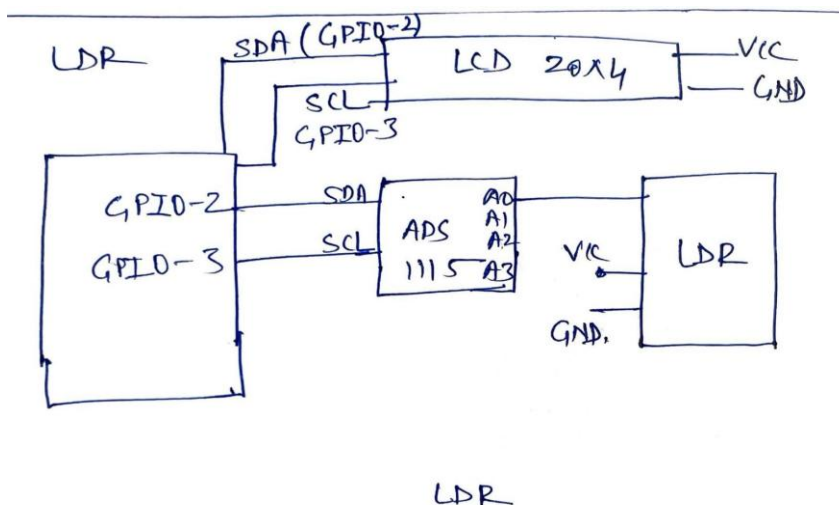 LDR
SDA (GPIO-2)
LCD 20x4
VCC
GND
SCL
GPIO-3
GPIO-2
SDA
A0
A1
ADS
A2
GPIO-3
SCL
1115
A3
VCC
LDR
GND.
LDR